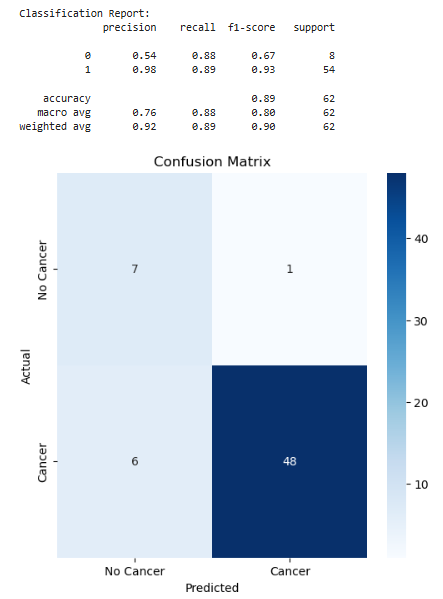 Classification Report:
precision recall f1-score support
0 0.54 0.88 0.67 8
1 0.98 0.89 0.93 54
accuracy 0.89 62
macro avg 0.76 0.88 0.80 62
weighted avg 0.92 0.89 0.90 62
Confusion Matrix
No Cancer
7 1
Actual
Cancer
6 48
No Cancer Cancer
Predicted
40
30
20
10